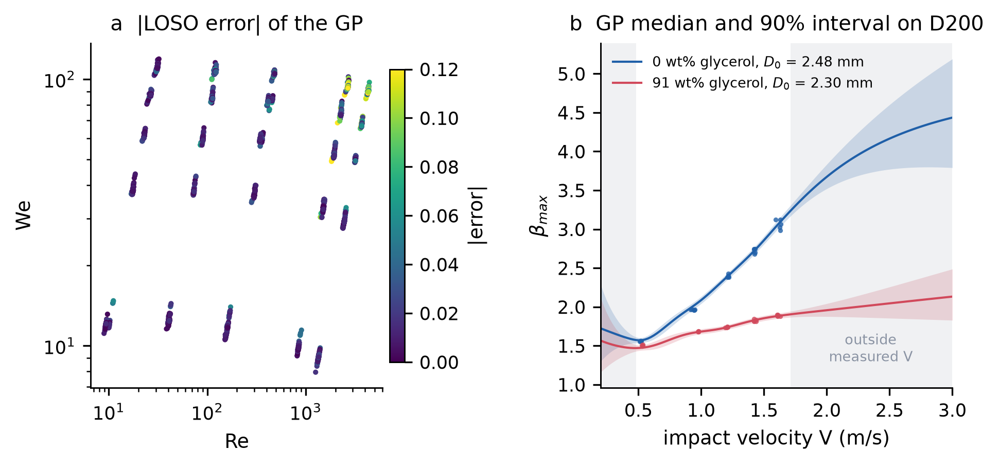 a |LOSO error| of the GP
10²
10¹
We
10¹ 10² 10³
Re
0.12
0.10
0.08
0.06
0.04
0.02
0.00
|error|
b GP median and 90% interval on D200
0 wt% glycerol, D₀ = 2.48 mm
91 wt% glycerol, D₀ = 2.30 mm
5.0
4.5
4.0
3.5
3.0
2.5
2.0
1.5
1.0
βmax
outside
measured V
0.5 1.0 1.5 2.0 2.5 3.0
impact velocity V (m/s)